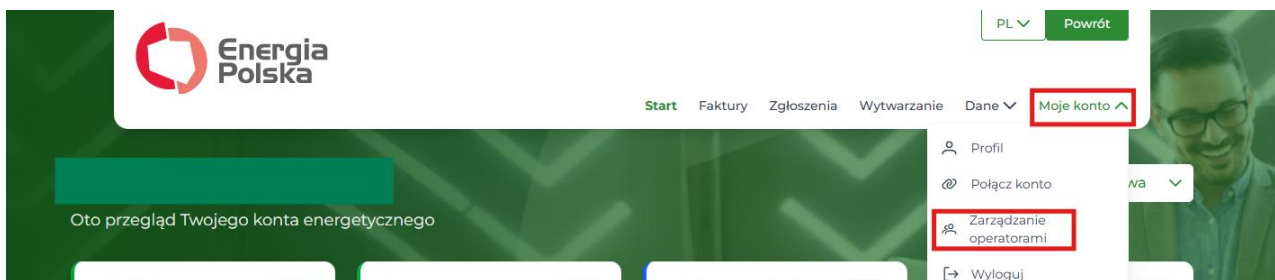 PL
Powrót
Energia
Polska
Start Faktury Zgłoszenia Wytwarzanie Dane Moje konto
Profil
Połącz konto
wa
Oto przegląd Twojego konta energetycznego
Zarządzanie
operatorami
Wyloguj